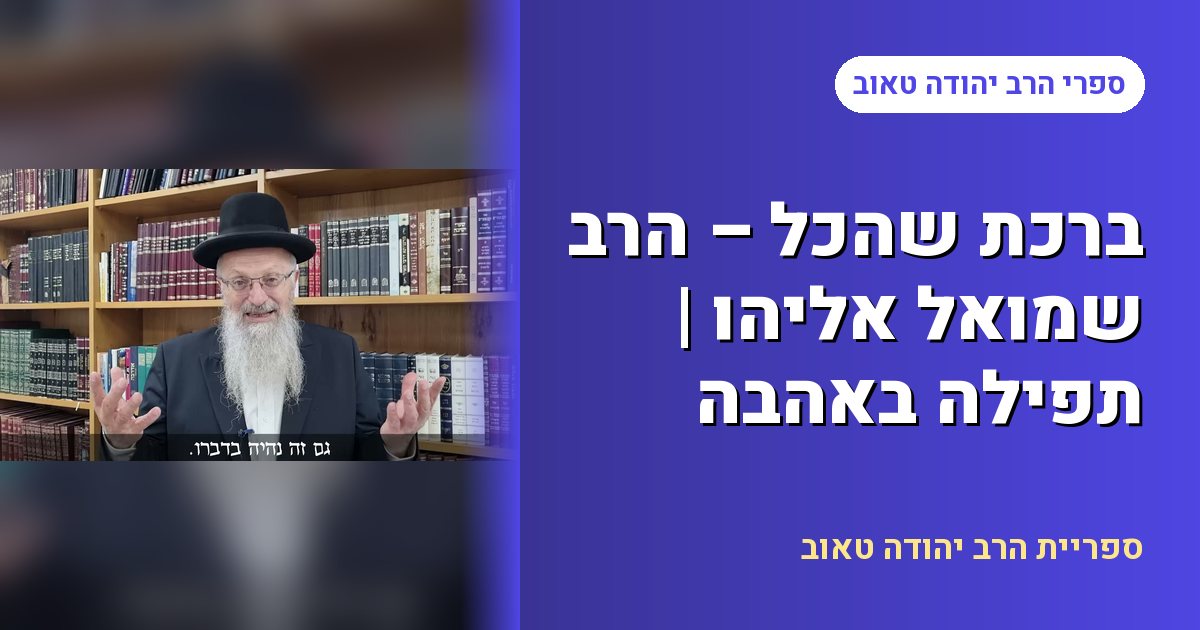 ספרי הרב יהודה טאוב
ברכת שהכל – הרב
שמואל אליהו |
תפילה באהבה
ספריית הרב יהודה טאוב
גם זה נהיה בדברו.